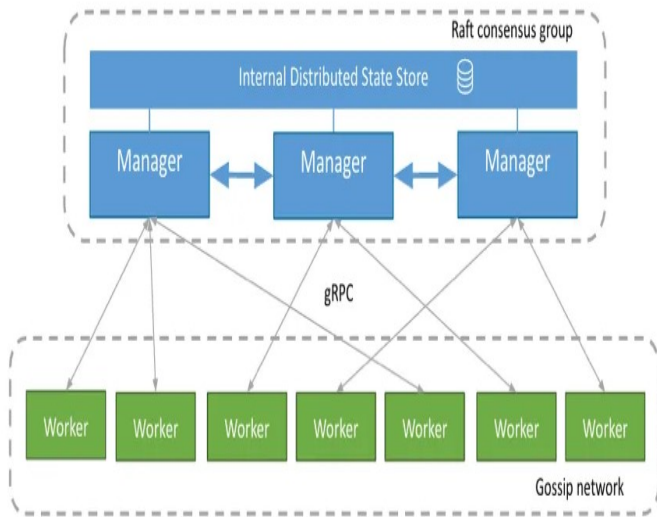 Raft consensus group
Internal Distributed State Store
Manager
Manager
Manager
gRPC
Worker
Worker
Worker
Worker
Worker
Worker
Worker
Gossip network